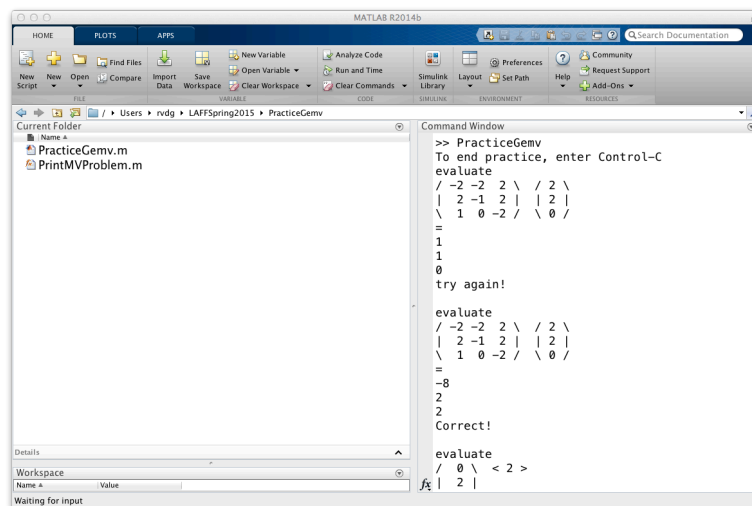 MATLAB R2014b
HOME PLOTS APPS
Search Documentation
New Script
New
Open
Find Files
Compare
Import Data
Save Workspace
New Variable
Open Variable
Clear Workspace
Analyze Code
Run and Time
Clear Commands
Simulink Library
Layout
Preferences
Set Path
Help
Community
Request Support
Add-Ons
FILE VARIABLE CODE SIMULINK ENVIRONMENT RESOURCES
/ Users rvdg LAFFSpring2015 PracticeGemv
Current Folder
Name
PracticeGemv.m
PrintMVProblem.m
Details
Workspace
Name Value
Waiting for input
Command Window
>> PracticeGemv
To end practice, enter Control-C
evaluate
/ -2 -2  2 \  / 2 \
|  2 -1  2 |  | 2 |
\  1  0 -2 /  \ 0 /
=
1
1
0
try again!
evaluate
/ -2 -2  2 \  / 2 \
|  2 -1  2 |  | 2 |
\  1  0 -2 /  \ 0 /
=
-8
2
2
Correct!
evaluate
/  0 \  < 2 >
fx |  2 |